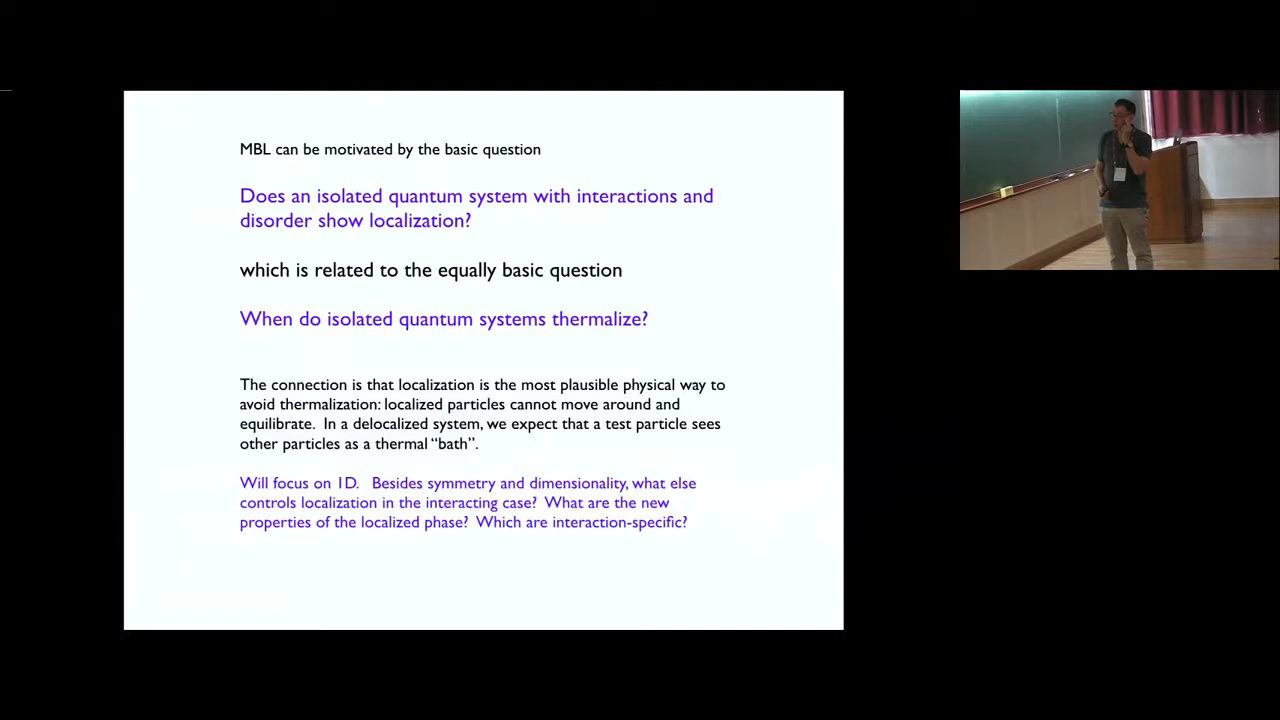 MBL can be motivated by the basic question
Does an isolated quantum system with interactions and
disorder show localization?
which is related to the equally basic question
When do isolated quantum systems thermalize?
The connection is that localization is the most plausible physical way to
avoid thermalization: localized particles cannot move around and
equilibrate.  In a delocalized system, we expect that a test particle sees
other particles as a thermal “bath”.
Will focus on 1D.   Besides symmetry and dimensionality, what else
controls localization in the interacting case?  What are the new
properties of the localized phase?  Which are interaction-specific?